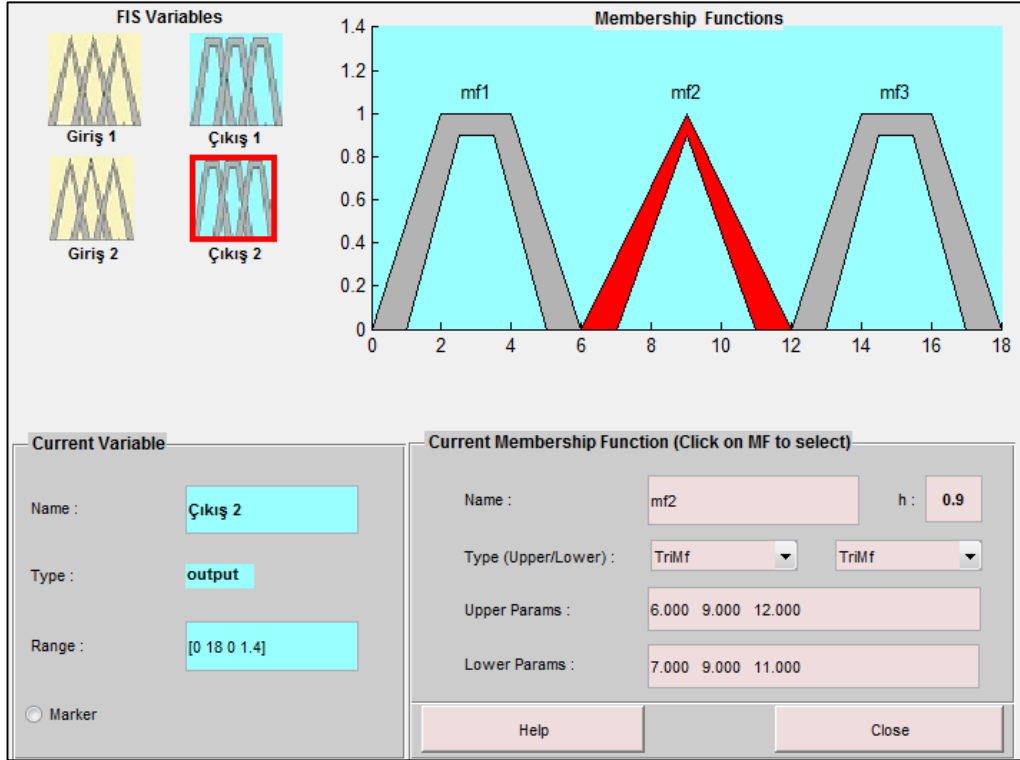 FIS Variables
Giriş 1
Çıkış 1
Giriş 2
Çıkış 2
Membership Functions
1.4
1.2
1
0.8
0.6
0.4
0.2
0
mf1
mf2
mf3
0 2 4 6 8 10 12 14 16 18
Current Variable
Name :
Çıkış 2
Type :
output
Range :
[0 18 0 1.4]
Marker
Current Membership Function (Click on MF to select)
Name :
mf2
h :
0.9
Type (Upper/Lower) :
TriMf
TriMf
Upper Params :
6.000 9.000 12.000
Lower Params :
7.000 9.000 11.000
Help
Close